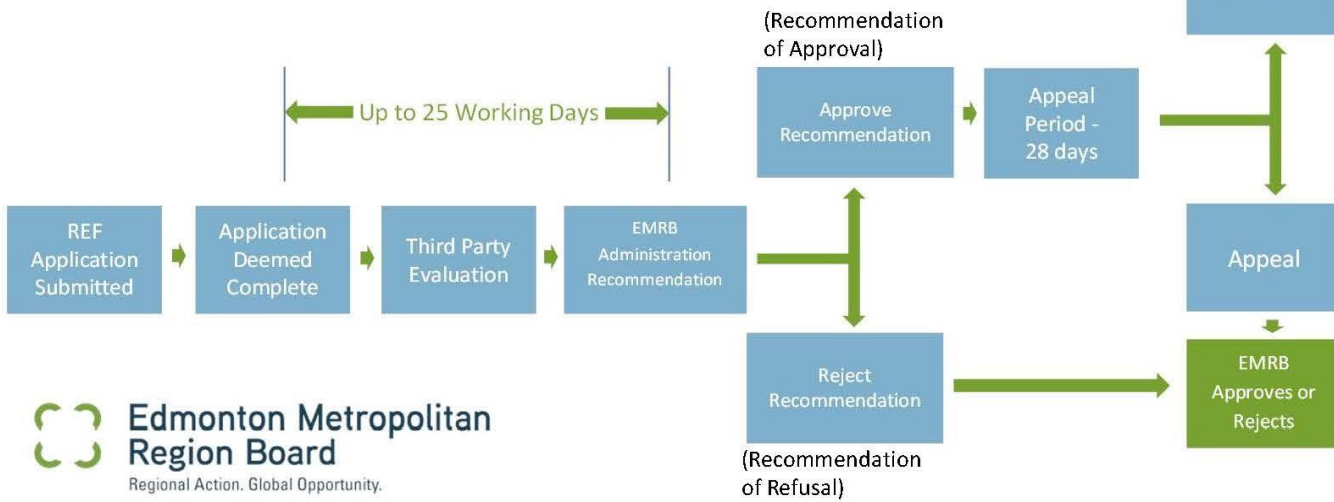 (Recommendation
of Approval)
Up to 25 Working Days
Approve
Recommendation
Appeal
Period -
28 days
REF
Application
Submitted
Application
Deemed
Complete
Third Party
Evaluation
EMRB
Administration
Recommendation
Appeal
Reject
Recommendation
(Recommendation
of Refusal)
EMRB
Approves or
Rejects
Edmonton Metropolitan
Region Board
Regional Action. Global Opportunity.